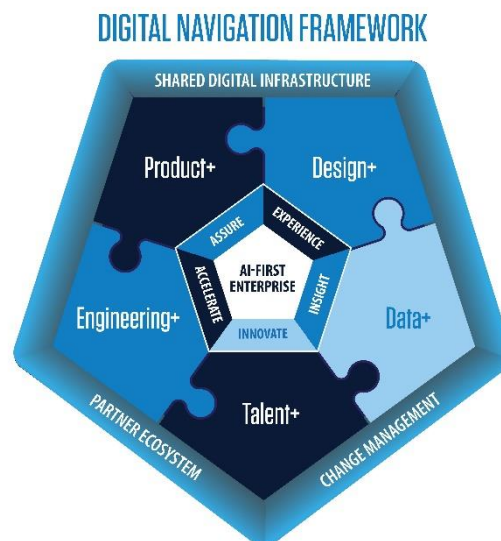 DIGITAL NAVIGATION FRAMEWORK
SHARED DIGITAL INFRASTRUCTURE
Product+
Design+
ASSURE
EXPERIENCE
AI-FIRST
ENTERPRISE
ACCELERATE
INSIGHT
INNOVATE
Engineering+
Data+
Talent+
PARTNER ECOSYSTEM
CHANGE MANAGEMENT